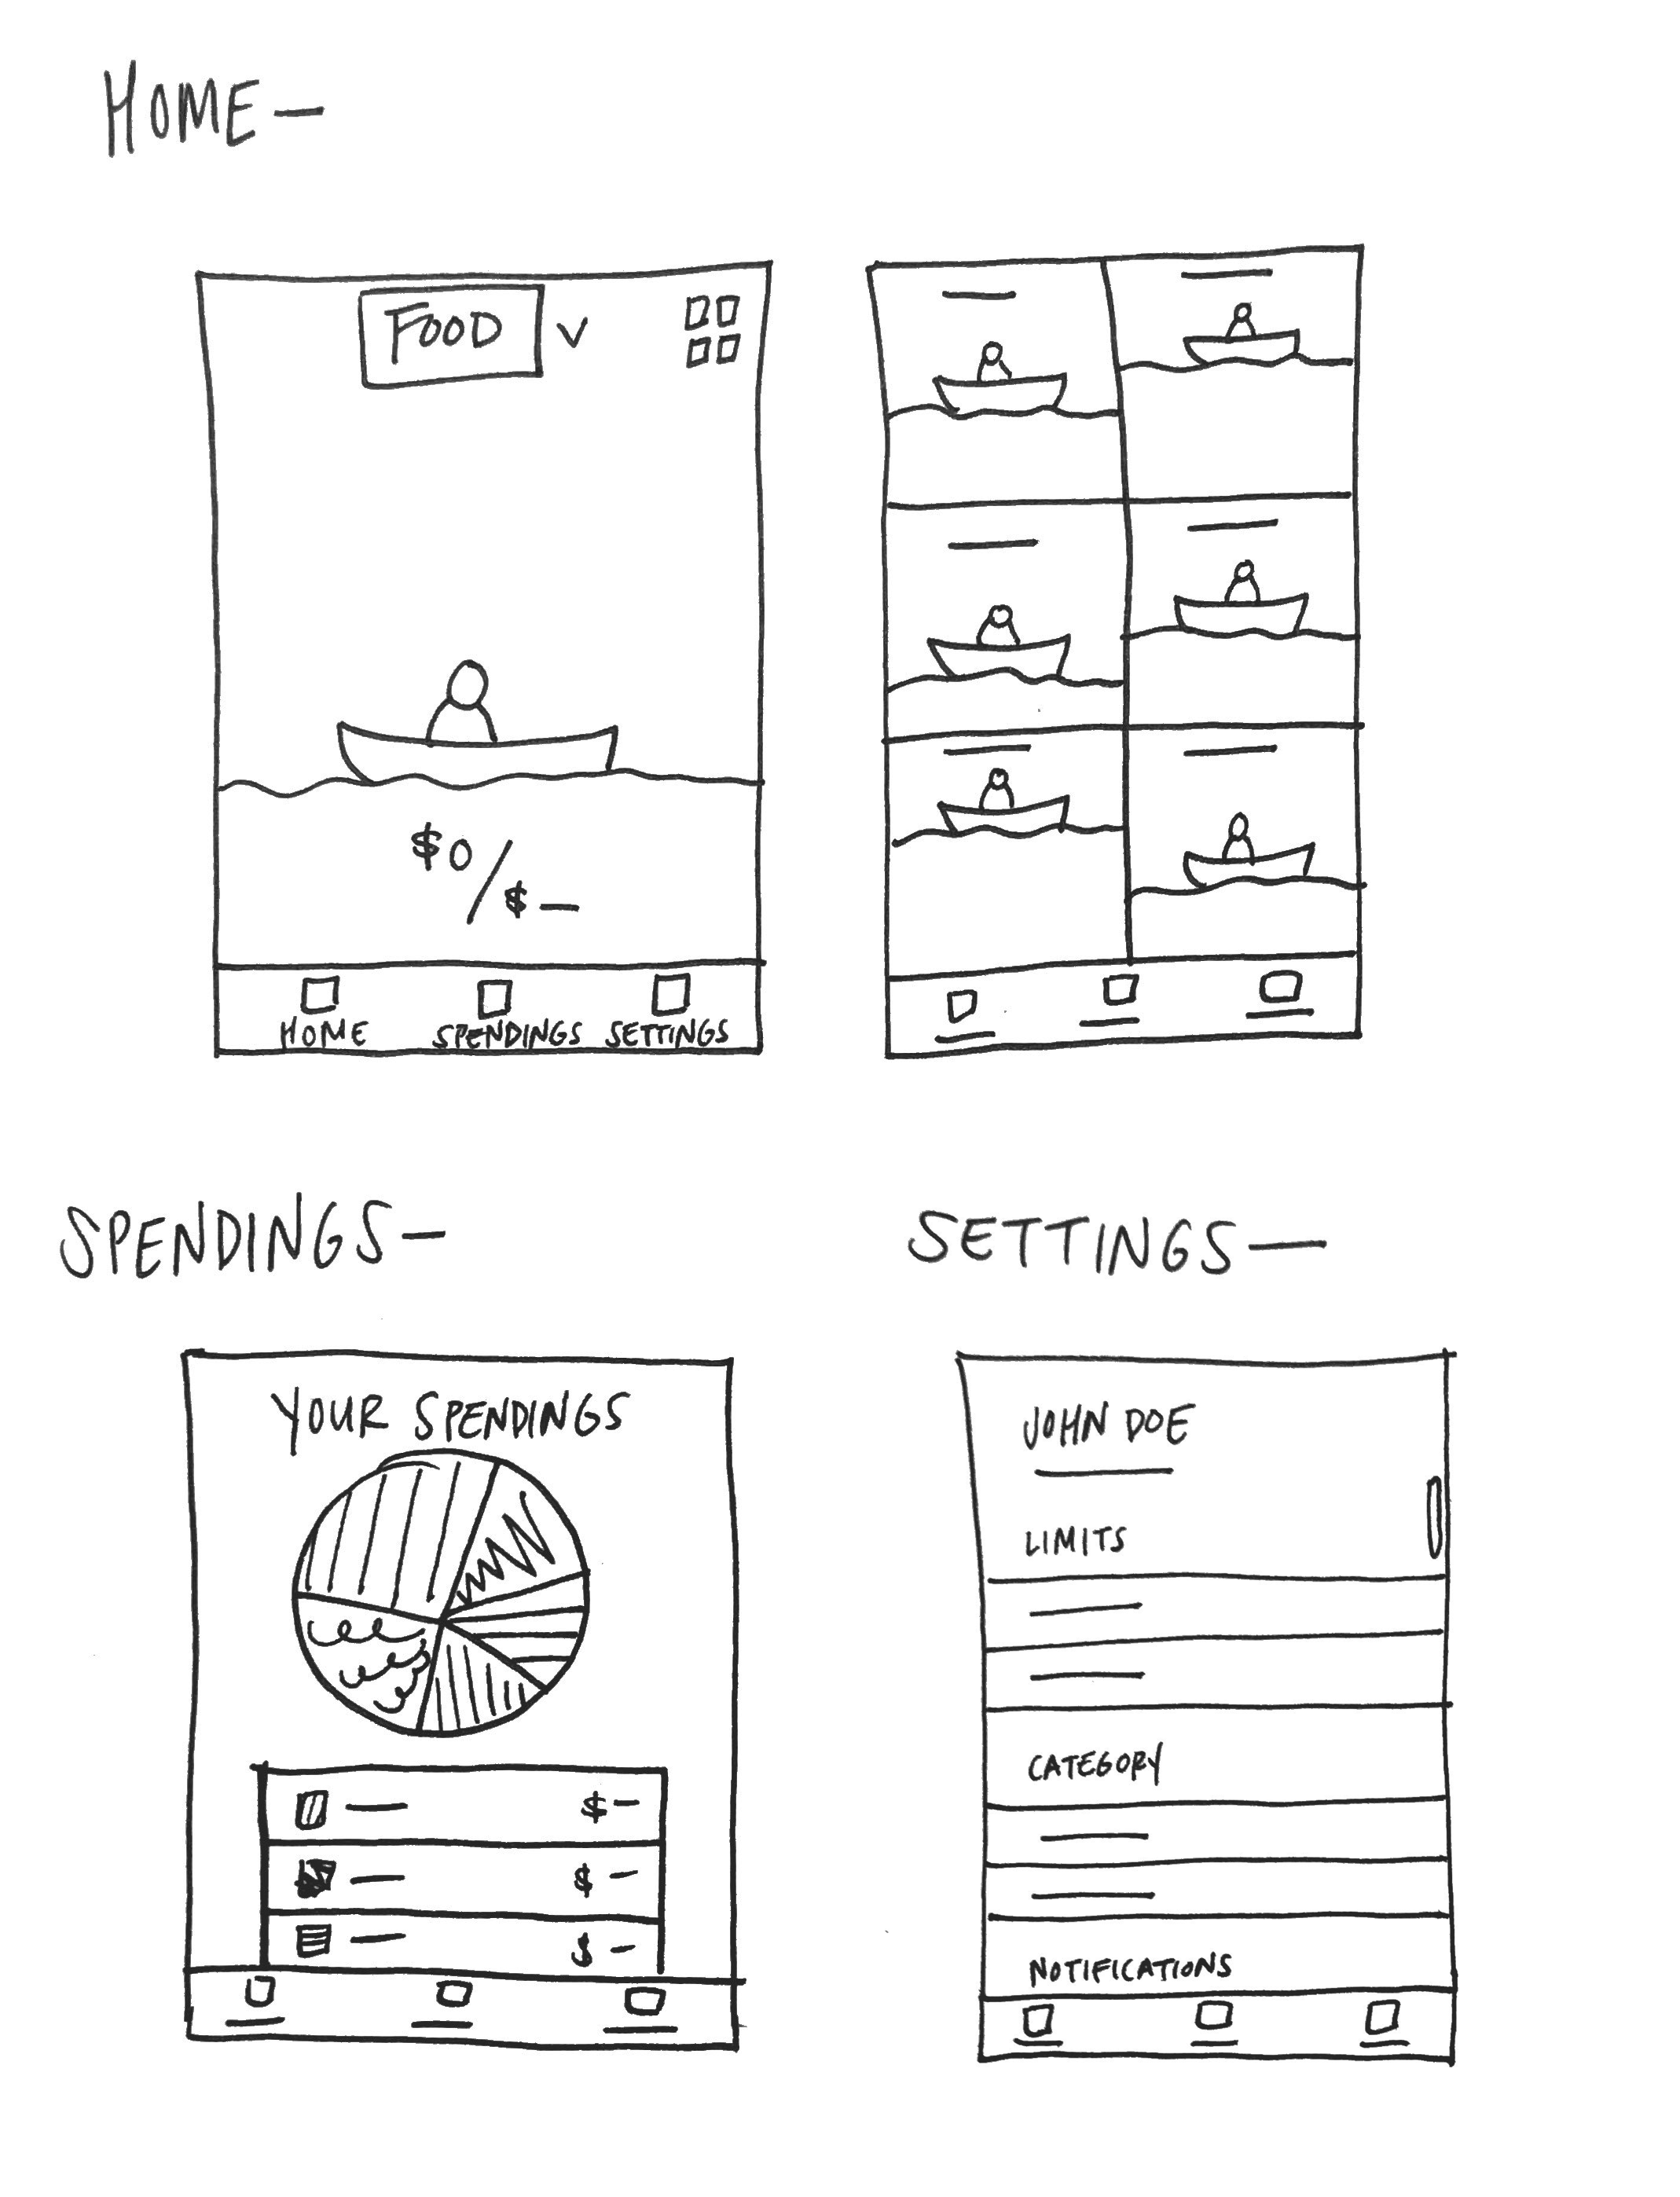 HOME —
FOOD ∨
$0/$—
HOME SPENDINGS SETTINGS
SPENDINGS —
YOUR SPENDINGS
$ —
$ —
$ —
SETTINGS —
JOHN DOE
LIMITS
CATEGORY
NOTIFICATIONS